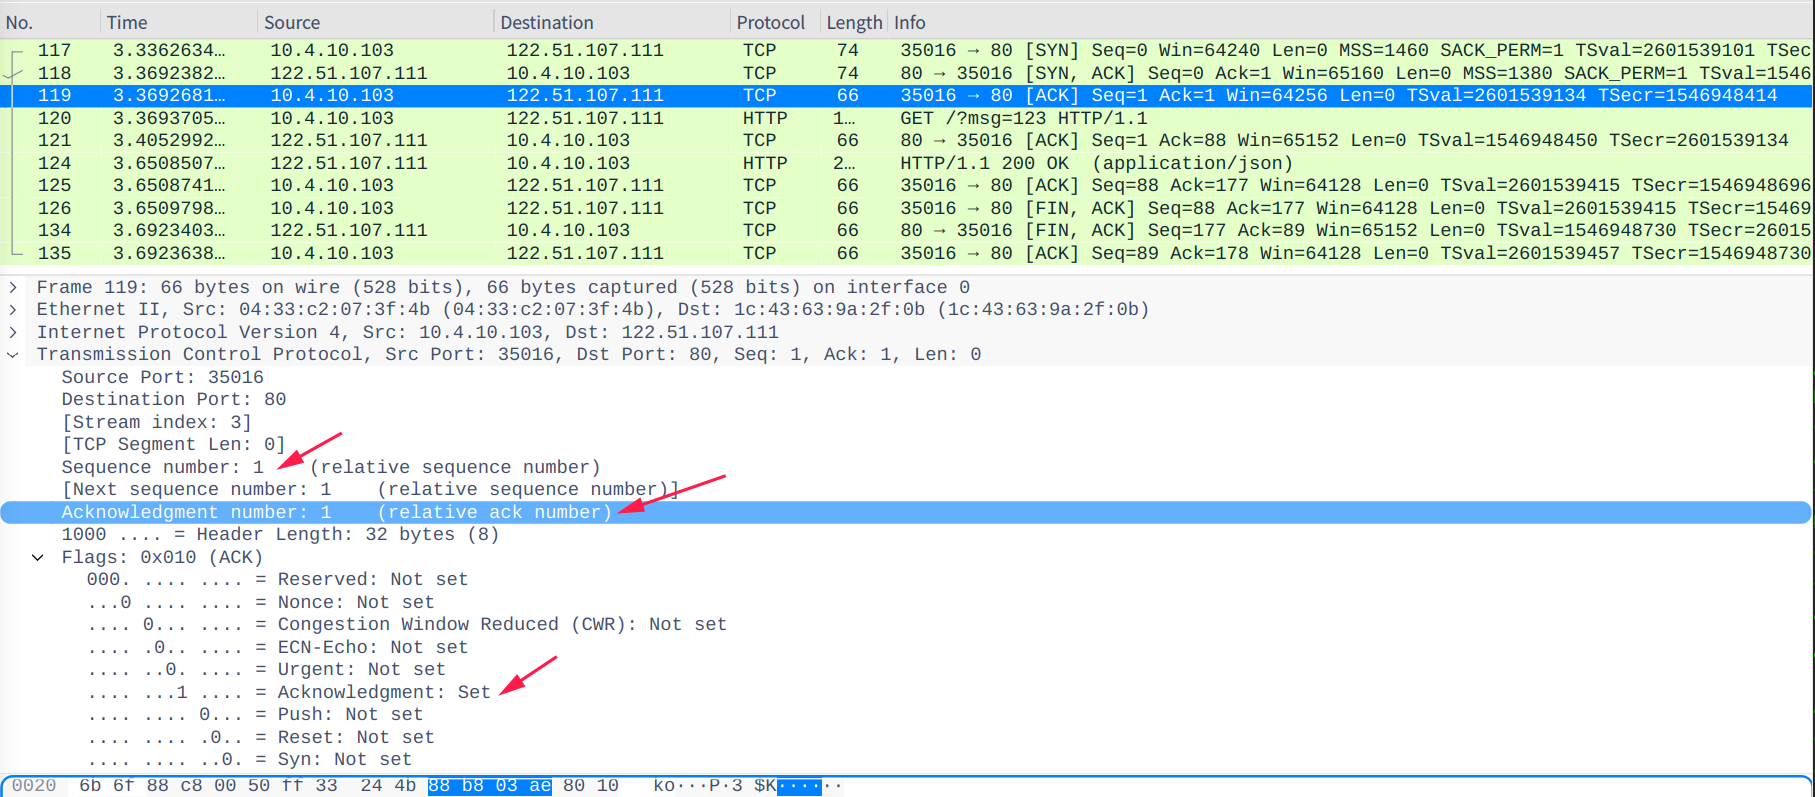 No. Time Source Destination Protocol Length Info
117 3.3362634… 10.4.10.103 122.51.107.111 TCP 74 35016 → 80 [SYN] Seq=0 Win=64240 Len=0 MSS=1460 SACK_PERM=1 TSval=2601539101 TSec
118 3.3692382… 122.51.107.111 10.4.10.103 TCP 74 80 → 35016 [SYN, ACK] Seq=0 Ack=1 Win=65160 Len=0 MSS=1380 SACK_PERM=1 TSval=1546
119 3.3692681… 10.4.10.103 122.51.107.111 TCP 66 35016 → 80 [ACK] Seq=1 Ack=1 Win=64256 Len=0 TSval=2601539134 TSecr=1546948414
120 3.3693705… 10.4.10.103 122.51.107.111 HTTP 1… GET /?msg=123 HTTP/1.1
121 3.4052992… 122.51.107.111 10.4.10.103 TCP 66 80 → 35016 [ACK] Seq=1 Ack=88 Win=65152 Len=0 TSval=1546948450 TSecr=2601539134
124 3.6508507… 122.51.107.111 10.4.10.103 HTTP 2… HTTP/1.1 200 OK (application/json)
125 3.6508741… 10.4.10.103 122.51.107.111 TCP 66 35016 → 80 [ACK] Seq=88 Ack=177 Win=64128 Len=0 TSval=2601539415 TSecr=1546948696
126 3.6509798… 10.4.10.103 122.51.107.111 TCP 66 35016 → 80 [FIN, ACK] Seq=88 Ack=177 Win=64128 Len=0 TSval=2601539415 TSecr=15469
134 3.6923403… 122.51.107.111 10.4.10.103 TCP 66 80 → 35016 [FIN, ACK] Seq=177 Ack=89 Win=65152 Len=0 TSval=1546948730 TSecr=26015
135 3.6923638… 10.4.10.103 122.51.107.111 TCP 66 35016 → 80 [ACK] Seq=89 Ack=178 Win=64128 Len=0 TSval=2601539457 TSecr=1546948730
Frame 119: 66 bytes on wire (528 bits), 66 bytes captured (528 bits) on interface 0
Ethernet II, Src: 04:33:c2:07:3f:4b (04:33:c2:07:3f:4b), Dst: 1c:43:63:9a:2f:0b (1c:43:63:9a:2f:0b)
Internet Protocol Version 4, Src: 10.4.10.103, Dst: 122.51.107.111
Transmission Control Protocol, Src Port: 35016, Dst Port: 80, Seq: 1, Ack: 1, Len: 0
Source Port: 35016
Destination Port: 80
[Stream index: 3]
[TCP Segment Len: 0]
Sequence number: 1 (relative sequence number)
[Next sequence number: 1 (relative sequence number)]
Acknowledgment number: 1 (relative ack number)
1000 .... = Header Length: 32 bytes (8)
Flags: 0x010 (ACK)
000. .... .... = Reserved: Not set
...0 .... .... = Nonce: Not set
.... 0... .... = Congestion Window Reduced (CWR): Not set
.... .0.. .... = ECN-Echo: Not set
.... ..0. .... = Urgent: Not set
.... ...1 .... = Acknowledgment: Set
.... .... 0... = Push: Not set
.... .... .0.. = Reset: Not set
.... .... ..0. = Syn: Not set
0020 6b 6f 88 c8 00 50 ff 33 24 4b 88 b8 03 ae 80 10 ko···P·3 $K······